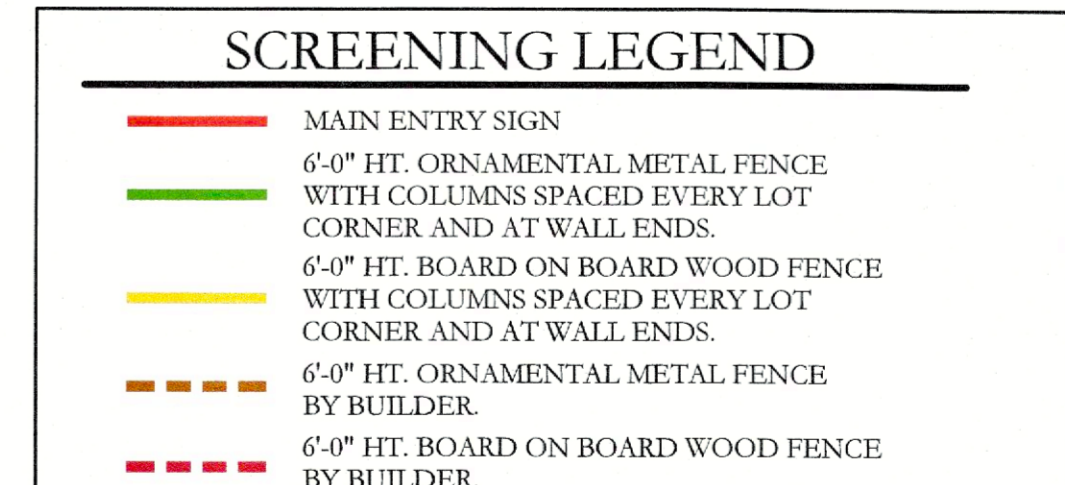 SCREENING LEGEND
MAIN ENTRY SIGN
6'-0" HT. ORNAMENTAL METAL FENCE
WITH COLUMNS SPACED EVERY LOT
CORNER AND AT WALL ENDS.
6'-0" HT. BOARD ON BOARD WOOD FENCE
WITH COLUMNS SPACED EVERY LOT
CORNER AND AT WALL ENDS.
6'-0" HT. ORNAMENTAL METAL FENCE
BY BUILDER.
6'-0" HT. BOARD ON BOARD WOOD FENCE
BY BUILDER.